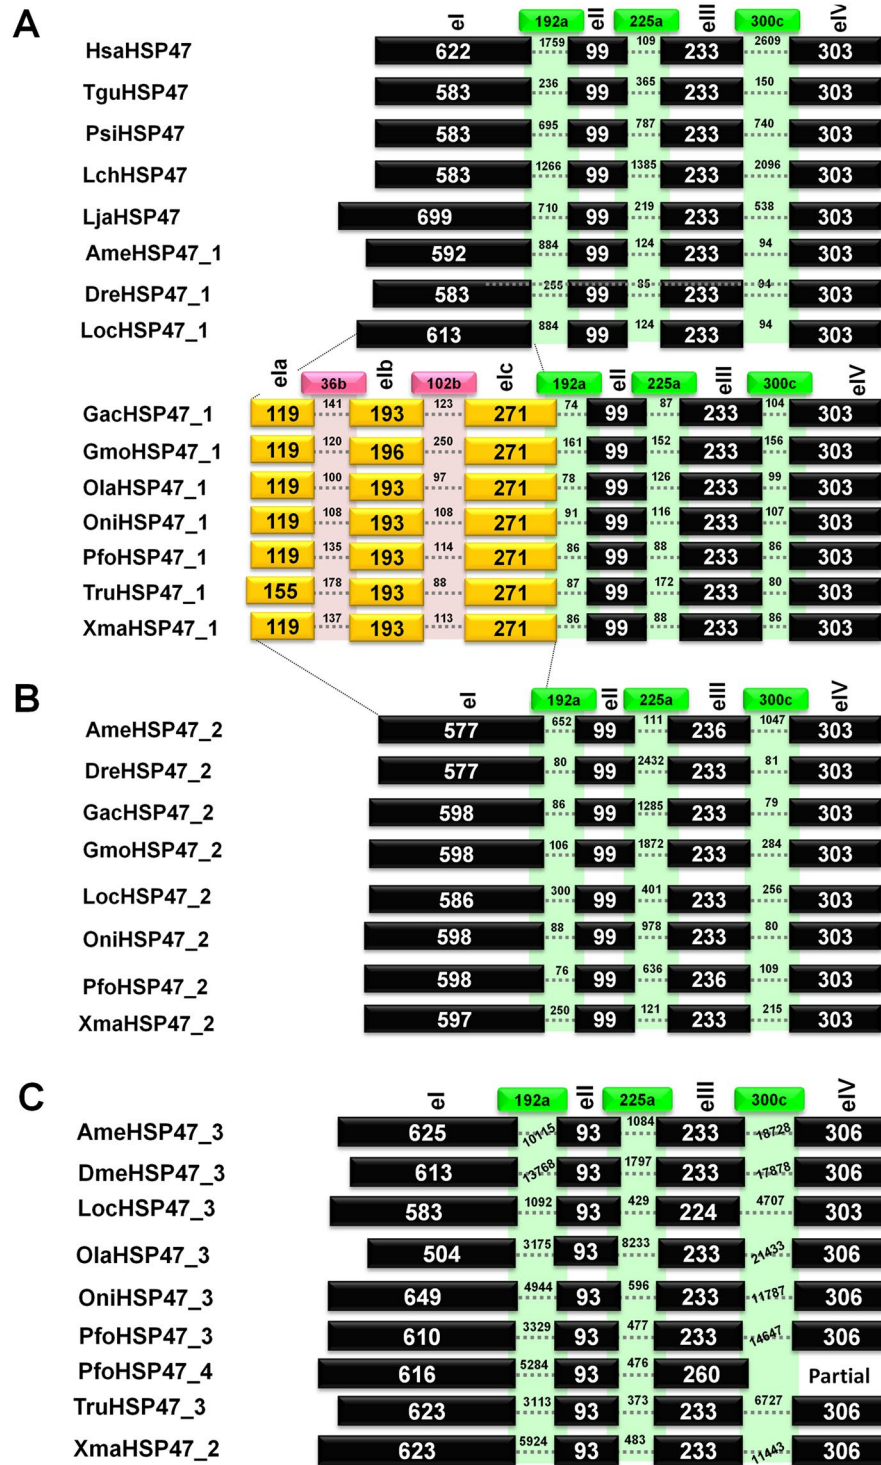 A eI 192a eII 225a eIII 300c eIV
HsaHSP47 622 1759 99 109 233 2609 303
TguHSP47 583 236 99 365 233 150 303
PsiHSP47 583 695 99 787 233 740 303
LchHSP47 583 1266 99 1385 233 2096 303
LjaHSP47 699 710 99 219 233 538 303
AmeHSP47_1 592 884 99 124 233 94 303
DreHSP47_1 583 255 99 85 233 94 303
LocHSP47_1 613 884 99 124 233 94 303
eIa 36b eIb 102b eIc 192a eII 225a eIII 300c eIV
GacHSP47_1 119 141 193 123 271 74 99 87 233 104 303
GmoHSP47_1 119 120 196 250 271 161 99 152 233 156 303
OlaHSP47_1 119 100 193 97 271 78 99 126 233 99 303
OniHSP47_1 119 108 193 108 271 91 99 116 233 107 303
PfoHSP47_1 119 135 193 114 271 86 99 88 233 86 303
TruHSP47_1 155 178 193 88 271 87 99 172 233 80 303
XmaHSP47_1 119 137 193 113 271 86 99 88 233 86 303
B eI 192a eII 225a eIII 300c eIV
AmeHSP47_2 577 652 99 111 236 1047 303
DreHSP47_2 577 80 99 2432 233 81 303
GacHSP47_2 598 86 99 1285 233 79 303
GmoHSP47_2 598 106 99 1872 233 284 303
LocHSP47_2 586 300 99 401 233 256 303
OniHSP47_2 598 88 99 978 233 80 303
PfoHSP47_2 598 76 99 636 236 109 303
XmaHSP47_2 597 250 99 121 233 215 303
C eI 192a eII 225a eIII 300c eIV
AmeHSP47_3 625 10115 93 1084 233 18728 306
DmeHSP47_3 613 13768 93 1797 233 17878 306
LocHSP47_3 583 1092 93 429 224 4707 303
OlaHSP47_3 504 3175 93 8233 233 21433 306
OniHSP47_3 649 4944 93 596 233 11787 306
PfoHSP47_3 610 3329 93 477 233 14647 306
PfoHSP47_4 616 5284 93 476 260 Partial
TruHSP47_3 623 3113 93 373 233 6727 306
XmaHSP47_2 623 5924 93 483 233 11443 306